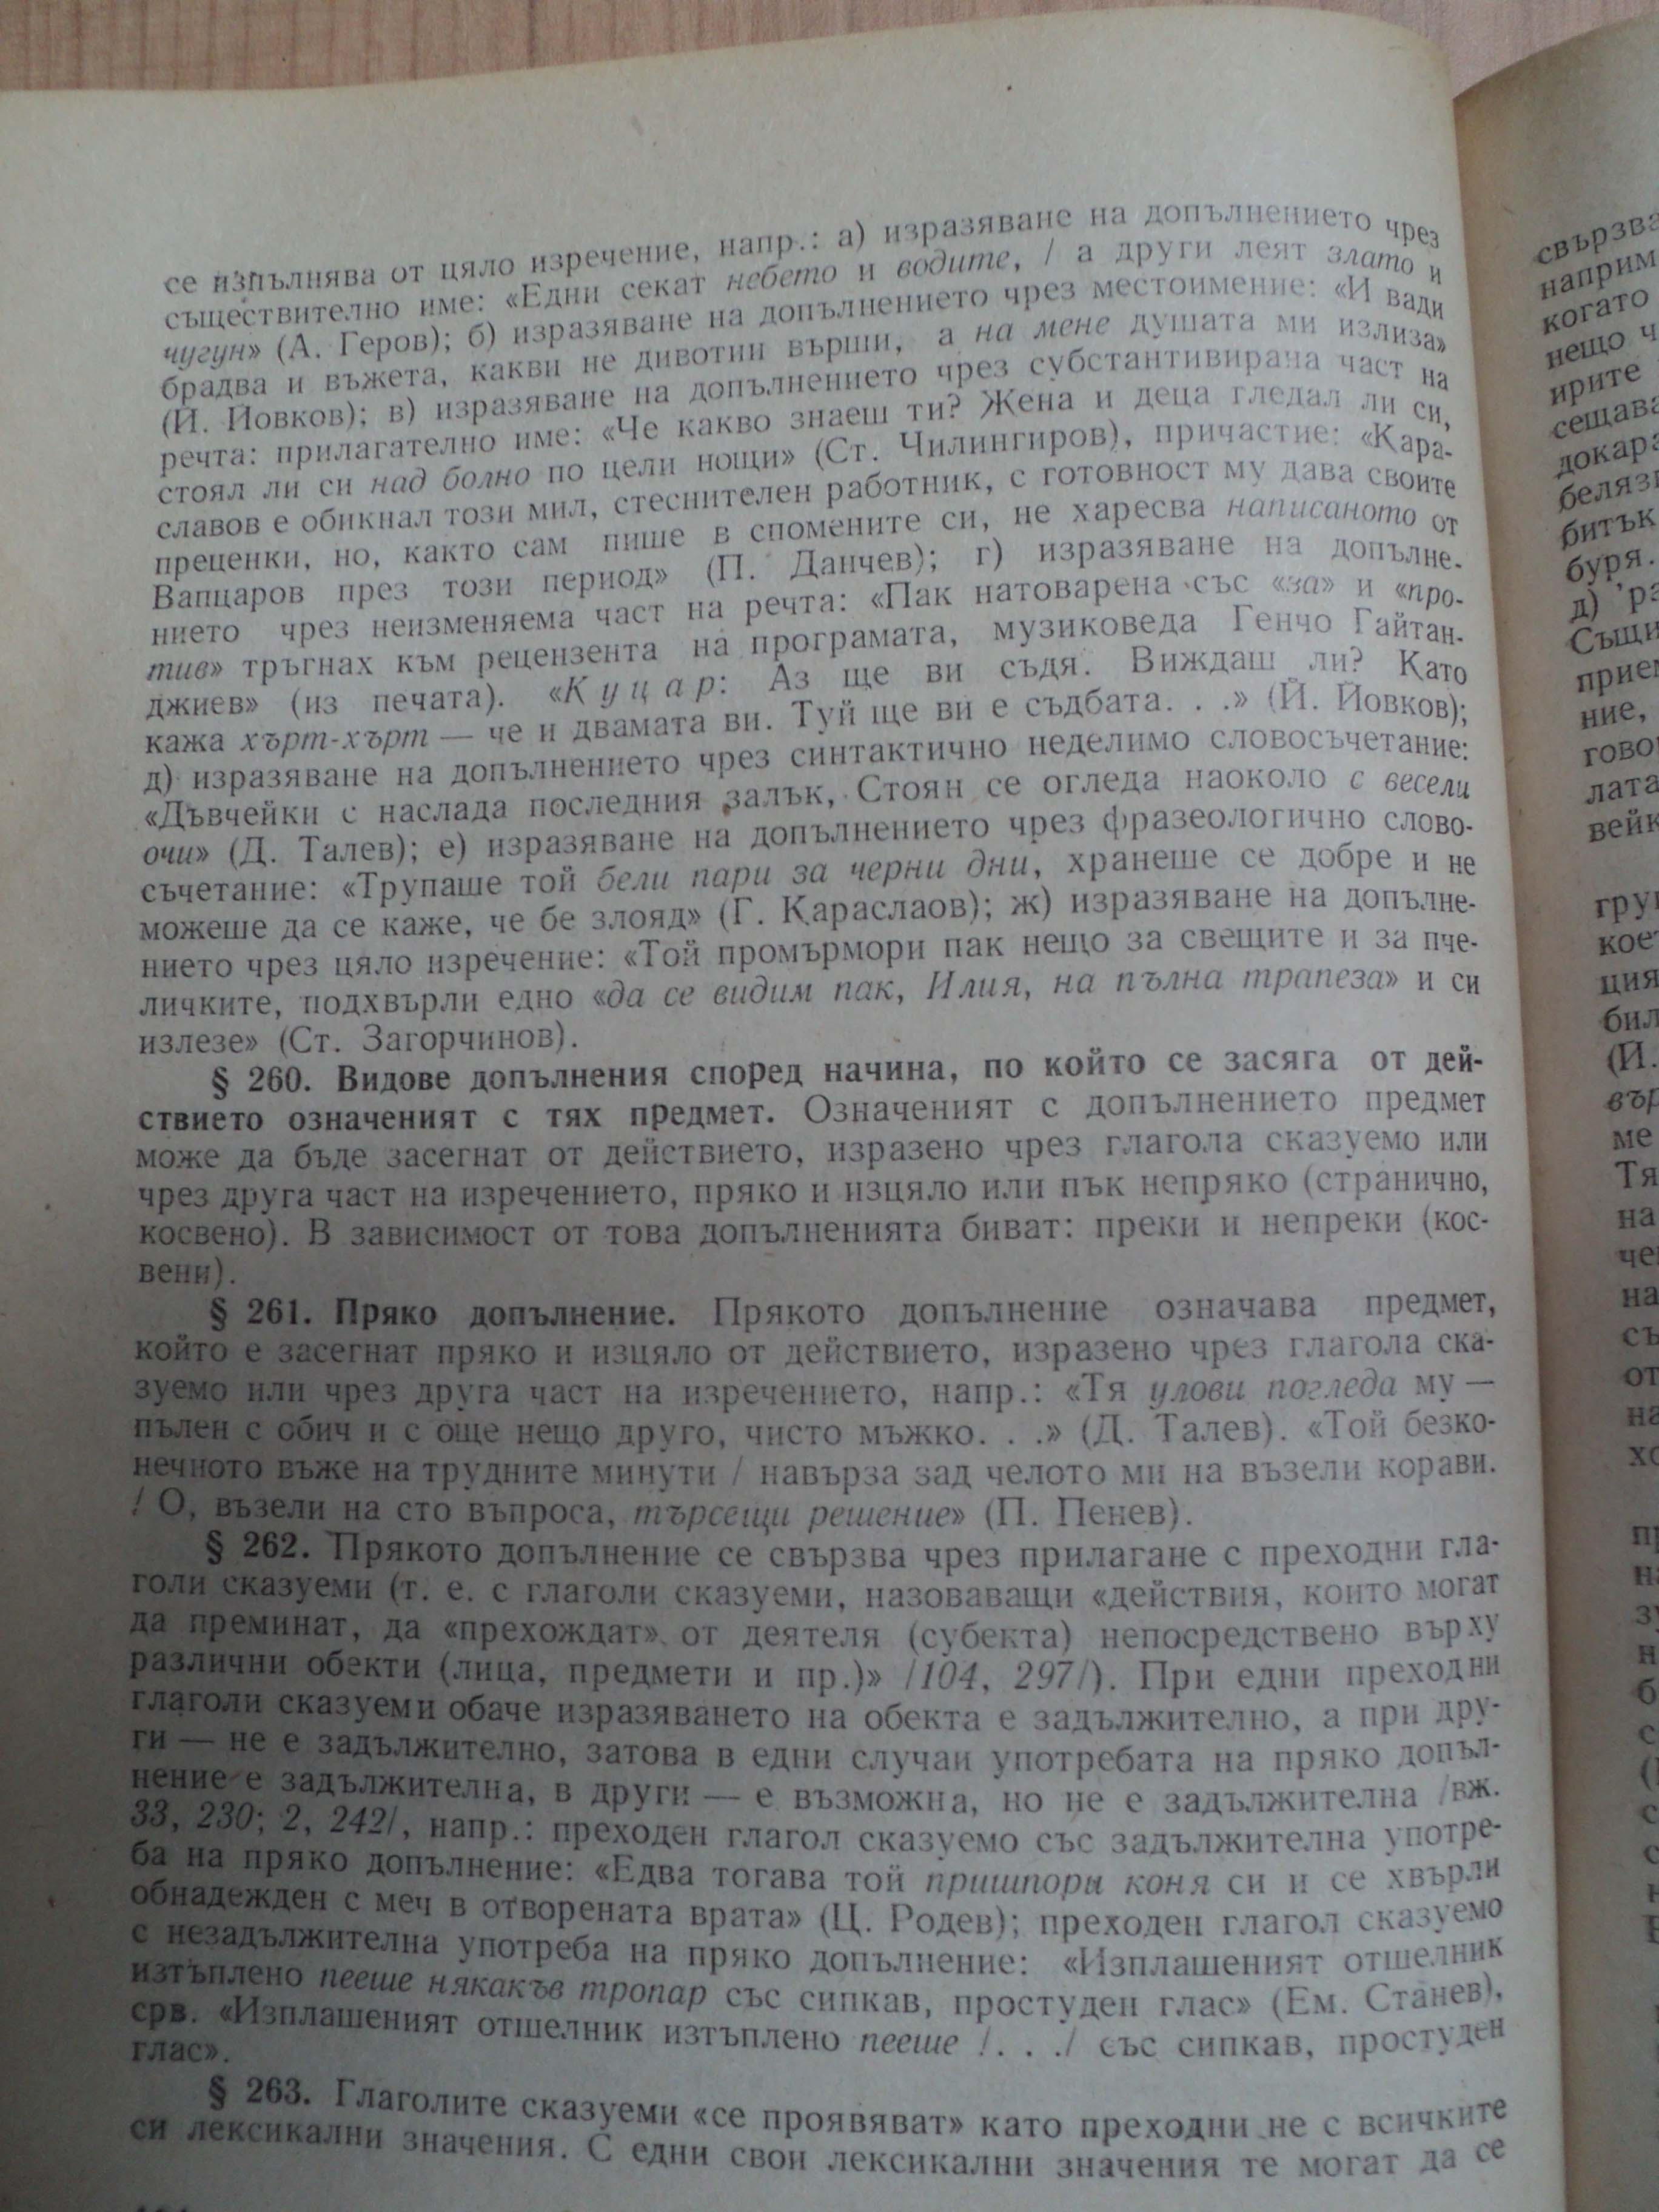 се изпълнява от цяло изречение, напр.: а) изразяване на допълнението чрез
съществително име: «Едни секат небето и водите, / а други леят злато и
чугун» (А. Геров); б) изразяване на допълнението чрез местоимение: «И вади
брадва и въжета, какви не дивотии върши, а на мене душата ми излиза»
(Й. Йовков); в) изразяване на допълнението чрез субстантивирана част на
речта: прилагателно име: «Че какво знаеш ти? Жена и деца гледал ли си,
стоял ли си над болно по цели нощи» (Ст. Чилингиров), причастие: «Кара-
славов е обикнал този мил, стеснителен работник, с готовност му дава своите
преценки, но, както сам пише в спомените си, не харесва написаното от
Вапцаров през този период» (П. Данчев); г) изразяване на допълне-
нието чрез неизменяема част на речта: «Пак натоварена със «за» и «про-
тив» тръгнах към рецензента на програмата, музиковеда Генчо Гайтан-
джиев» (из печата). «Куцар: Аз ще ви съдя. Виждаш ли? Като
кажа хърт-хърт — че и двамата ви. Туй ще ви е съдбата. . .» (Й. Йовков);
д) изразяване на допълнението чрез синтактично неделимо словосъчетание:
«Дъвчейки с наслада последния залък, Стоян се огледа наоколо с весели
очи» (Д. Талев); е) изразяване на допълнението чрез фразеологично слово-
съчетание: «Трупаше той бели пари за черни дни, хранеше се добре и не
можеше да се каже, че бе злояд» (Г. Караслаов); ж) изразяване на допълне-
нието чрез цяло изречение: «Той промърмори пак нещо за свещите и за пче-
личките, подхвърли едно «да се видим пак, Илия, на пълна трапеза» и си
излезе» (Ст. Загорчинов).
§ 260. Видове допълнения според начина, по който се засяга от дей-
ствието означеният с тях предмет. Означеният с допълнението предмет
може да бъде засегнат от действието, изразено чрез глагола сказуемо или
чрез друга част на изречението, пряко и изцяло или пък непряко (странично,
косвено). В зависимост от това допълненията биват: преки и непреки (кос-
вени).
§ 261. Пряко допълнение. Прякото допълнение означава предмет,
който е засегнат пряко и изцяло от действието, изразено чрез глагола ска-
зуемо или чрез друга част на изречението, напр.: «Тя улови погледа му —
пълен с обич и с още нещо друго, чисто мъжко. . .» (Д. Талев). «Той безко-
нечното въже на трудните минути / навърза зад челото ми на възели корави.
/ О, възели на сто въпроса, търсещи решение» (П. Пенев).
§ 262. Прякото допълнение се свързва чрез прилагане с преходни гла-
голи сказуеми (т. е. с глаголи сказуеми, назоваващи «действия, които могат
да преминат, да «прехождат» от деятеля (субекта) непосредствено върху
различни обекти (лица, предмети и пр.)» /104, 297/). При едни преходни
глаголи сказуеми обаче изразяването на обекта е задължително, а при дру-
ги — не е задължително, затова в едни случаи употребата на пряко допъл-
нение е задължителна, в други — е възможна, но не е задължителна /вж.
33, 230; 2, 242/, напр.: преходен глагол сказуемо със задължителна употре-
ба на пряко допълнение: «Едва тогава той пришпори коня си и се хвърли
обнадежден с меч в отворената врата» (Ц. Родев); преходен глагол сказуемо
с незадължителна употреба на пряко допълнение: «Изплашеният отшелник
изтъплено пееше някакъв тропар със сипкав, простуден глас» (Ем. Станев),
срв. «Изплашеният отшелник изтъплено пееше /. . ./ със сипкав, простуден
глас».
§ 263. Глаголите сказуеми «се проявяват» като преходни не с всичките
си лексикални значения. С едни свои лексикални значения те могат да се
свързва
наприм
когато
нещо ч
ирите
буря.
Същи
ние,
вейк
(Й.
ме
Тя
на
че
на
съ
от
на